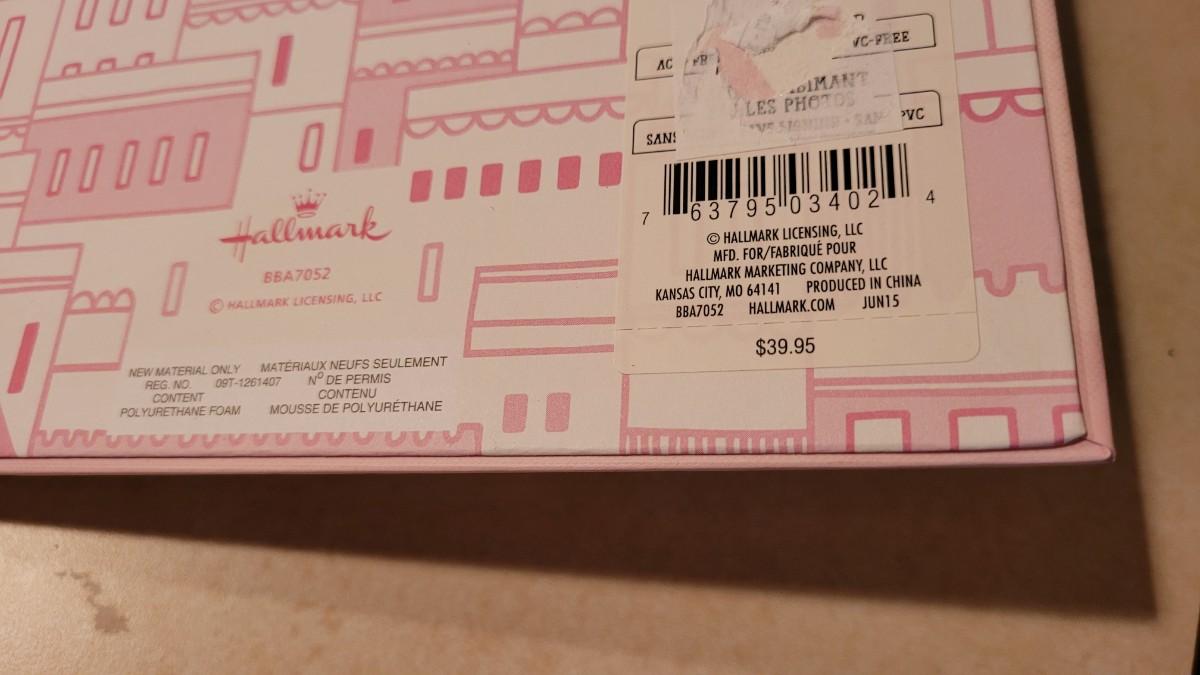 Hallmark
BBA7052
© HALLMARK LICENSING, LLC
NEW MATERIAL ONLY MATÉRIAUX NEUFS SEULEMENT
REG. NO. 09T-1261407 Nº DE PERMIS
CONTENT CONTENU
POLYURETHANE FOAM MOUSSE DE POLYURÉTHANE
VC-FREE
LES PHOTOS
SANS PVC
7 63795 03402 4
© HALLMARK LICENSING, LLC
MFD. FOR/FABRIQUÉ POUR
HALLMARK MARKETING COMPANY, LLC
KANSAS CITY, MO 64141 PRODUCED IN CHINA
BBA7052 HALLMARK.COM JUN15
$39.95